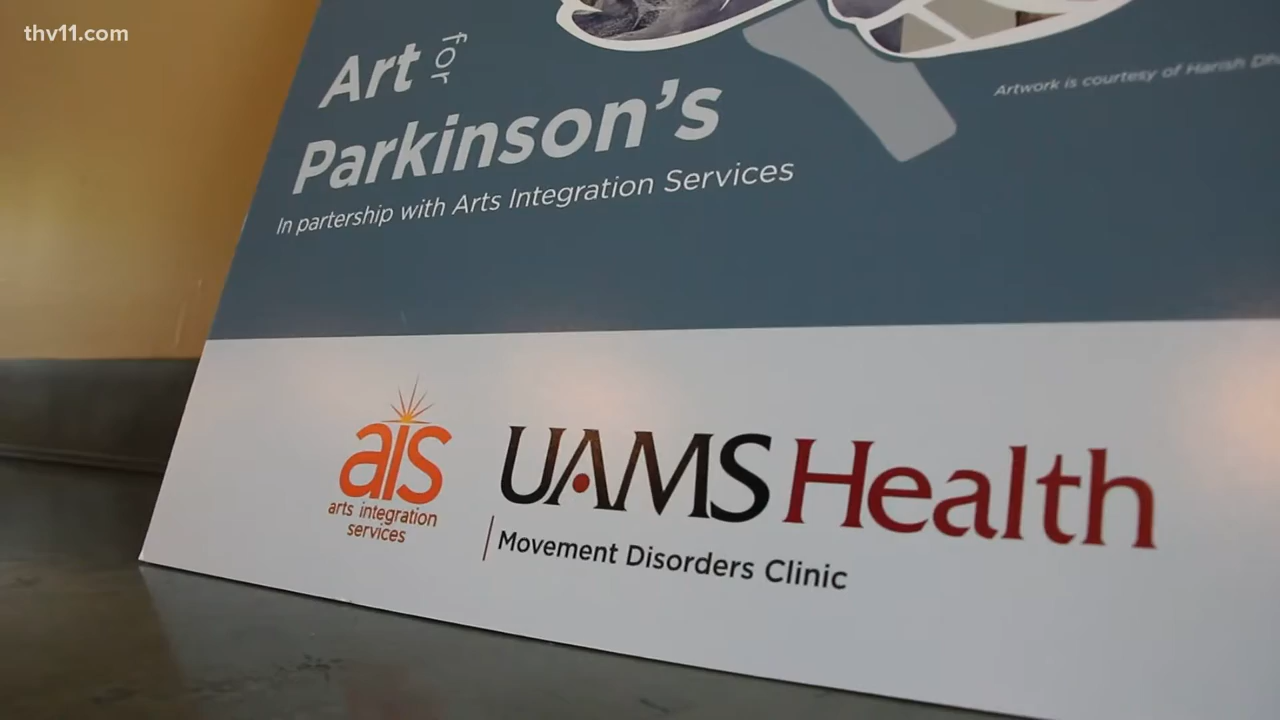 thv11.com
Art for
Parkinson's
In partership with Arts Integration Services
Artwork is courtesy of Harish
ais
arts integration
services
UAMS Health
Movement Disorders Clinic